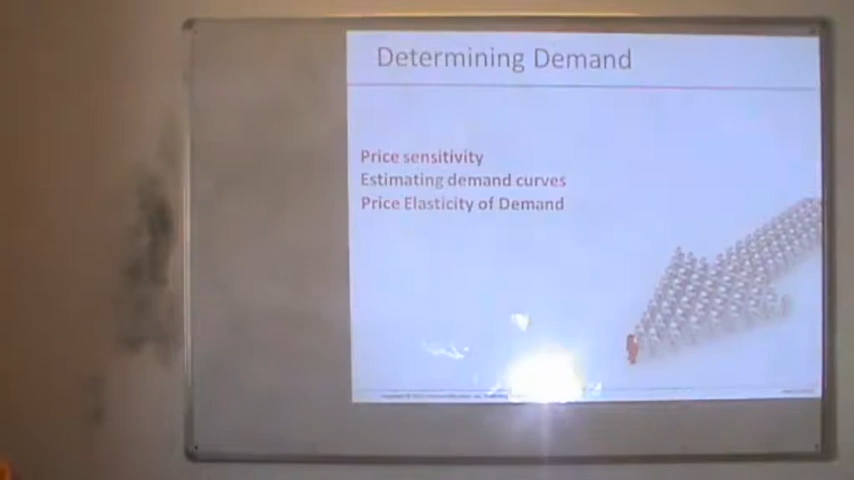 Determining Demand
Price sensitivity
Estimating demand curves
Price Elasticity of Demand